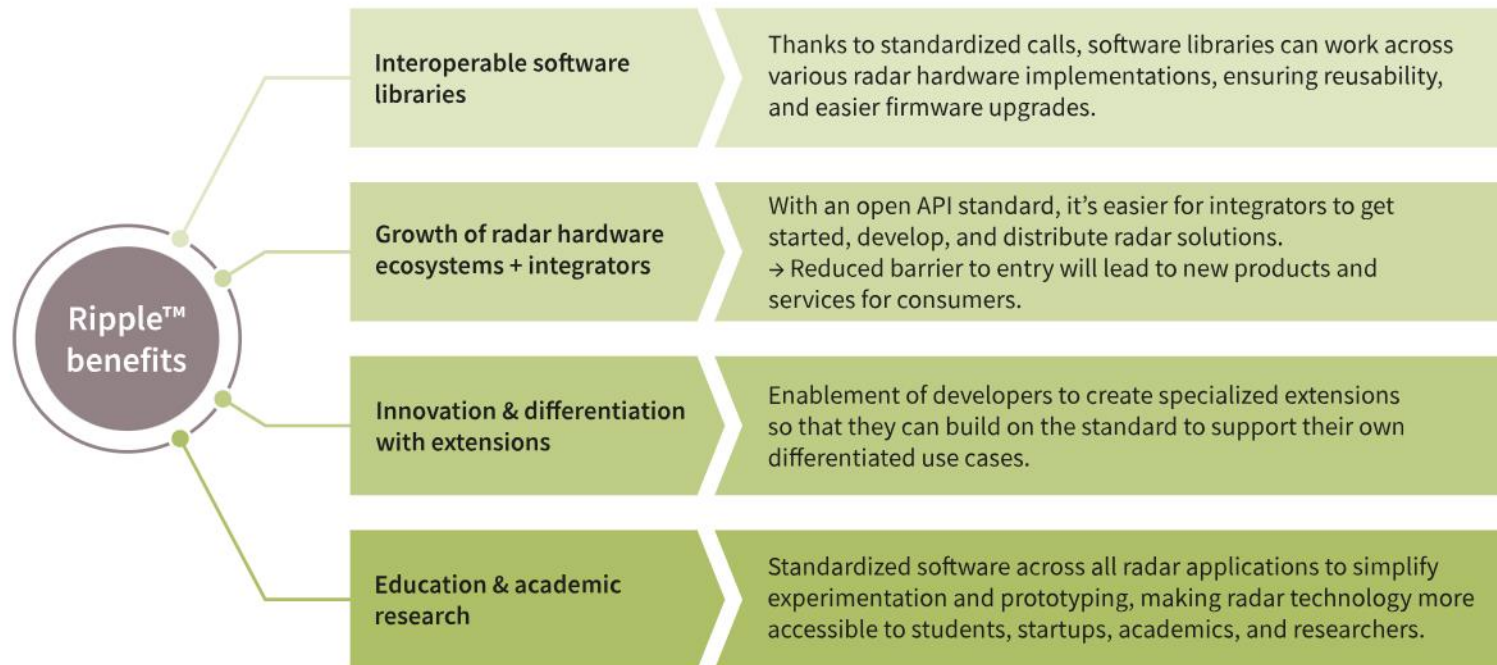 Ripple™
benefits
Interoperable software
libraries
Thanks to standardized calls, software libraries can work across
various radar hardware implementations, ensuring reusability,
and easier firmware upgrades.
Growth of radar hardware
ecosystems + integrators
With an open API standard, it’s easier for integrators to get
started, develop, and distribute radar solutions.
→ Reduced barrier to entry will lead to new products and
services for consumers.
Innovation & differentiation
with extensions
Enablement of developers to create specialized extensions
so that they can build on the standard to support their own
differentiated use cases.
Education & academic
research
Standardized software across all radar applications to simplify
experimentation and prototyping, making radar technology more
accessible to students, startups, academics, and researchers.